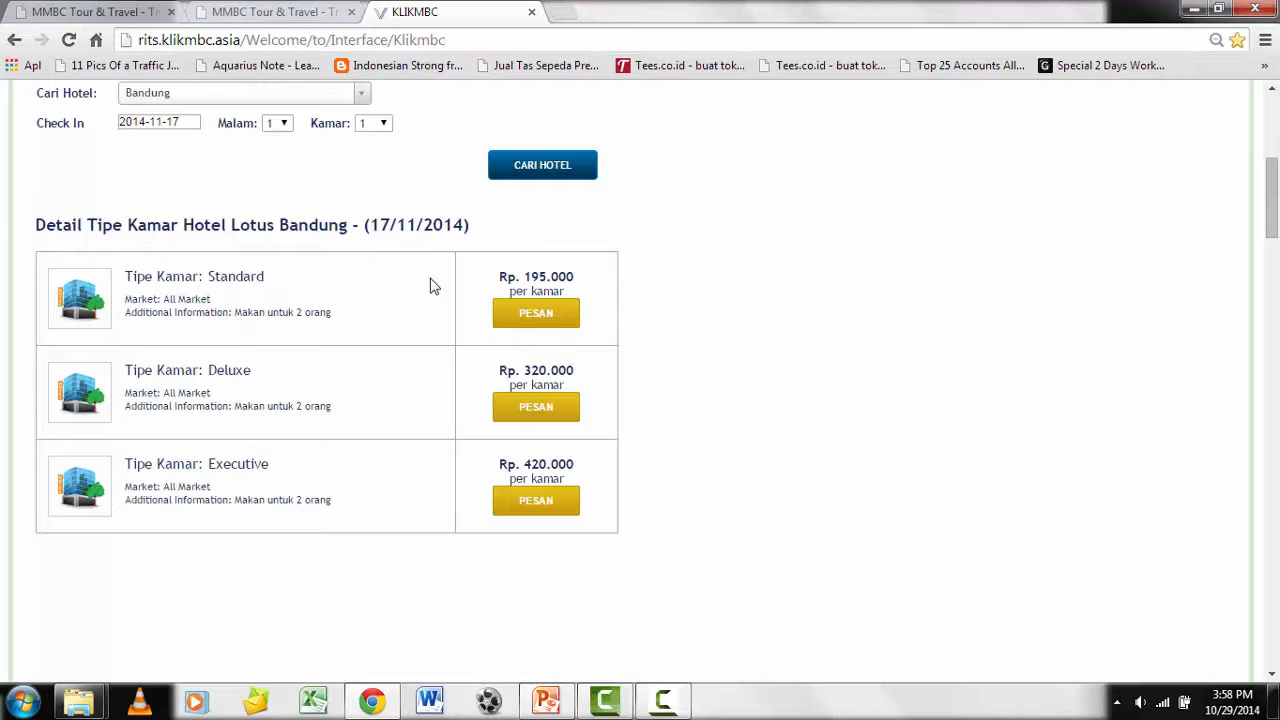 MMBC Tour & Travel - Tr
MMBC Tour & Travel - Tr
KLIKMBC
rits.klikmbc.asia/Welcome/to/Interface/Klikmbc
Apl
11 Pics Of a Traffic J...
Aquarius Note - Lea...
Indonesian Strong fr...
Jual Tas Sepeda Pre...
Tees.co.id - buat tok...
Tees.co.id - buat tok...
Top 25 Accounts All...
Special 2 Days Work...
»
Cari Hotel: Bandung
Check In 2014-11-17 Malam: 1 Kamar: 1
CARI HOTEL
Detail Tipe Kamar Hotel Lotus Bandung - (17/11/2014)
Tipe Kamar: Standard
Market: All Market
Additional Information: Makan untuk 2 orang
Rp. 195.000
per kamar
PESAN
Tipe Kamar: Deluxe
Market: All Market
Additional Information: Makan untuk 2 orang
Rp. 320.000
per kamar
PESAN
Tipe Kamar: Executive
Market: All Market
Additional Information: Makan untuk 2 orang
Rp. 420.000
per kamar
PESAN
3:58 PM
10/29/2014